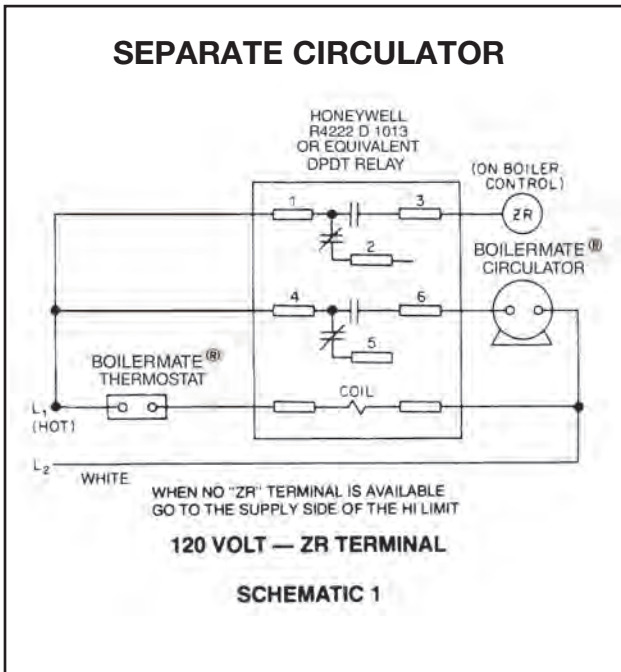 SEPARATE CIRCULATOR
HONEYWELL
R4222 D 1013
OR EQUIVALENT
DPDT RELAY
(ON BOILER
CONTROL)
1
3
ZR
2
BOILERMATE®
CIRCULATOR
4
6
5
BOILERMATE®
THERMOSTAT
COIL
L1
(HOT)
L2
WHITE
WHEN NO "ZR" TERMINAL IS AVAILABLE
GO TO THE SUPPLY SIDE OF THE HI LIMIT
120 VOLT — ZR TERMINAL
SCHEMATIC 1